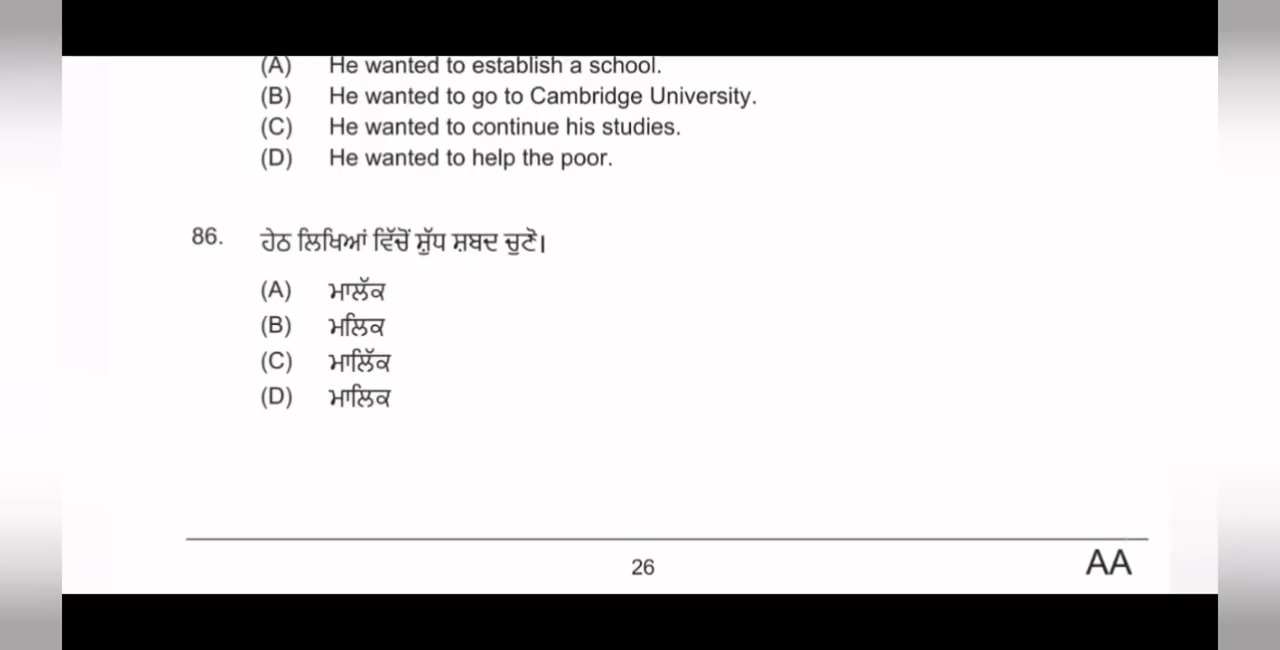 (A) He wanted to establish a school.
(B) He wanted to go to Cambridge University.
(C) He wanted to continue his studies.
(D) He wanted to help the poor.
86. ਹੇਠ ਲਿਖਿਆਂ ਵਿੱਚੋਂ ਸ਼ੁੱਧ ਸ਼ਬਦ ਚੁਣੋ।
(A) ਮਾਲੱਕ
(B) ਮਲਿਕ
(C) ਮਾਲਿੱਕ
(D) ਮਾਲਿਕ
26
AA